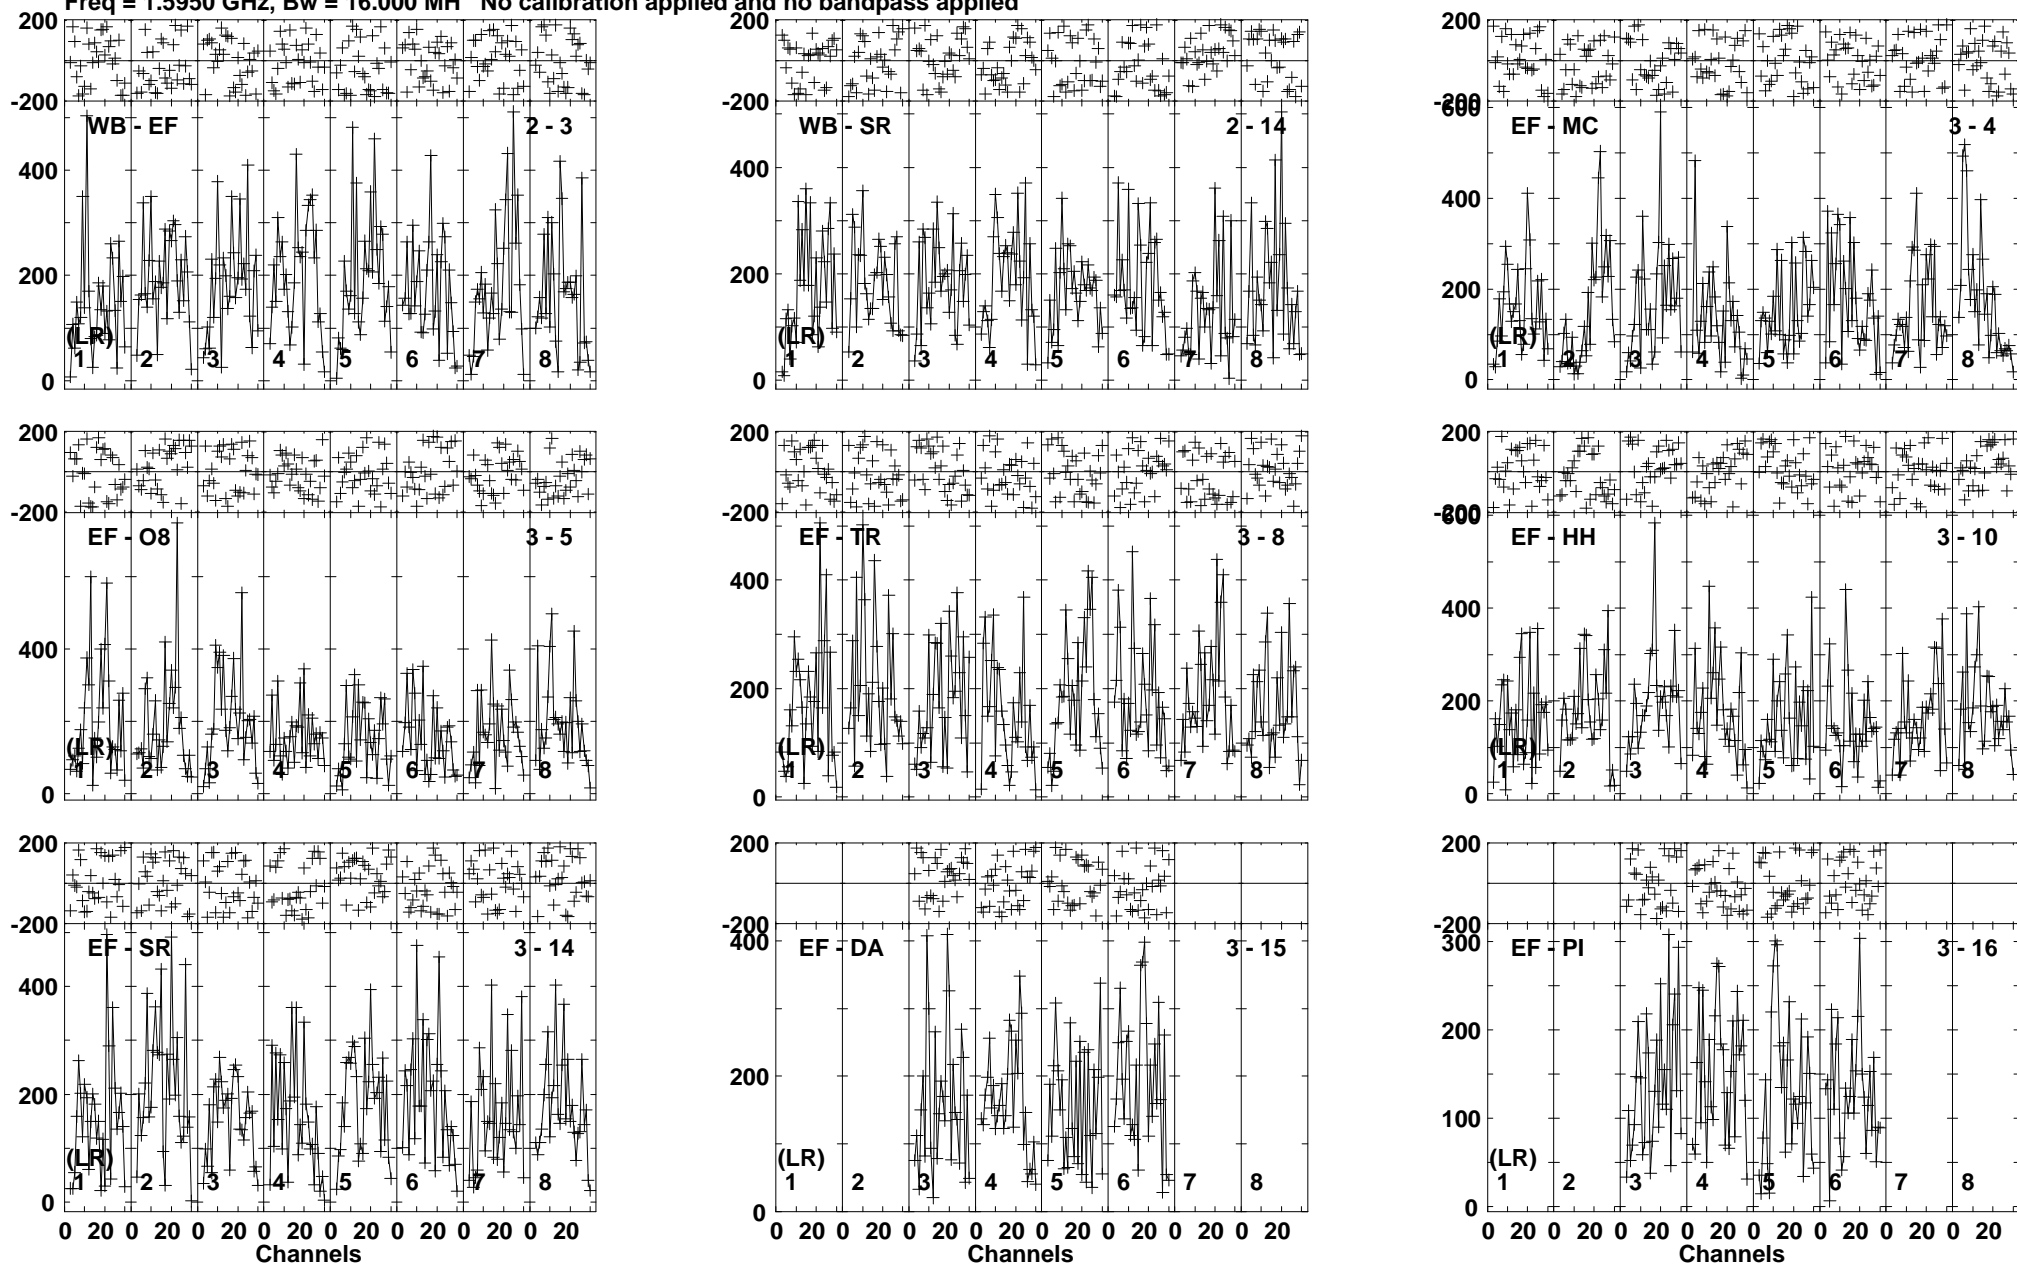 Freq = 1.5950 GHz, Bw = 16.000 MH No calibration applied and no bandpass applied
200 200 200
-200 -200 -200
WB - EF 2 - 3 WB - SR 2 - 14 600 EF - MC 3 - 4
400 400 400
200 200 200
(LR) (LR) (LR)
1 2 3 4 5 6 7 8 1 2 3 4 5 6 7 8 1 2 3 4 5 6 7 8
0 0 0
200 200 200
-200 -200 -200
EF - O8 3 - 5 EF - TR 3 - 8 600 EF - HH 3 - 10
400 400 400
200 200
(LR) (LR) (LR)
1 2 3 4 5 6 7 8 1 2 3 4 5 6 7 8 1 2 3 4 5 6 7 8
0 0 0
200 200 200
-200 -200 -200
EF - SR 3 - 14 400 EF - DA 3 - 15 300 EF - PI 3 - 16
400 200
200 200 100
(LR) (LR) (LR)
1 2 3 4 5 6 7 8 1 2 3 4 5 6 7 8 1 2 3 4 5 6 7 8
0 0 0
0 20 0 20 0 20 0 20 0 20 0 20 0 20 0 20 0 20 0 20 0 20 0 20 0 20 0 20 0 20 0 20 0 20 0 20 0 20 0 20 0 20 0 20 0 20 0 20
Channels Channels Channels